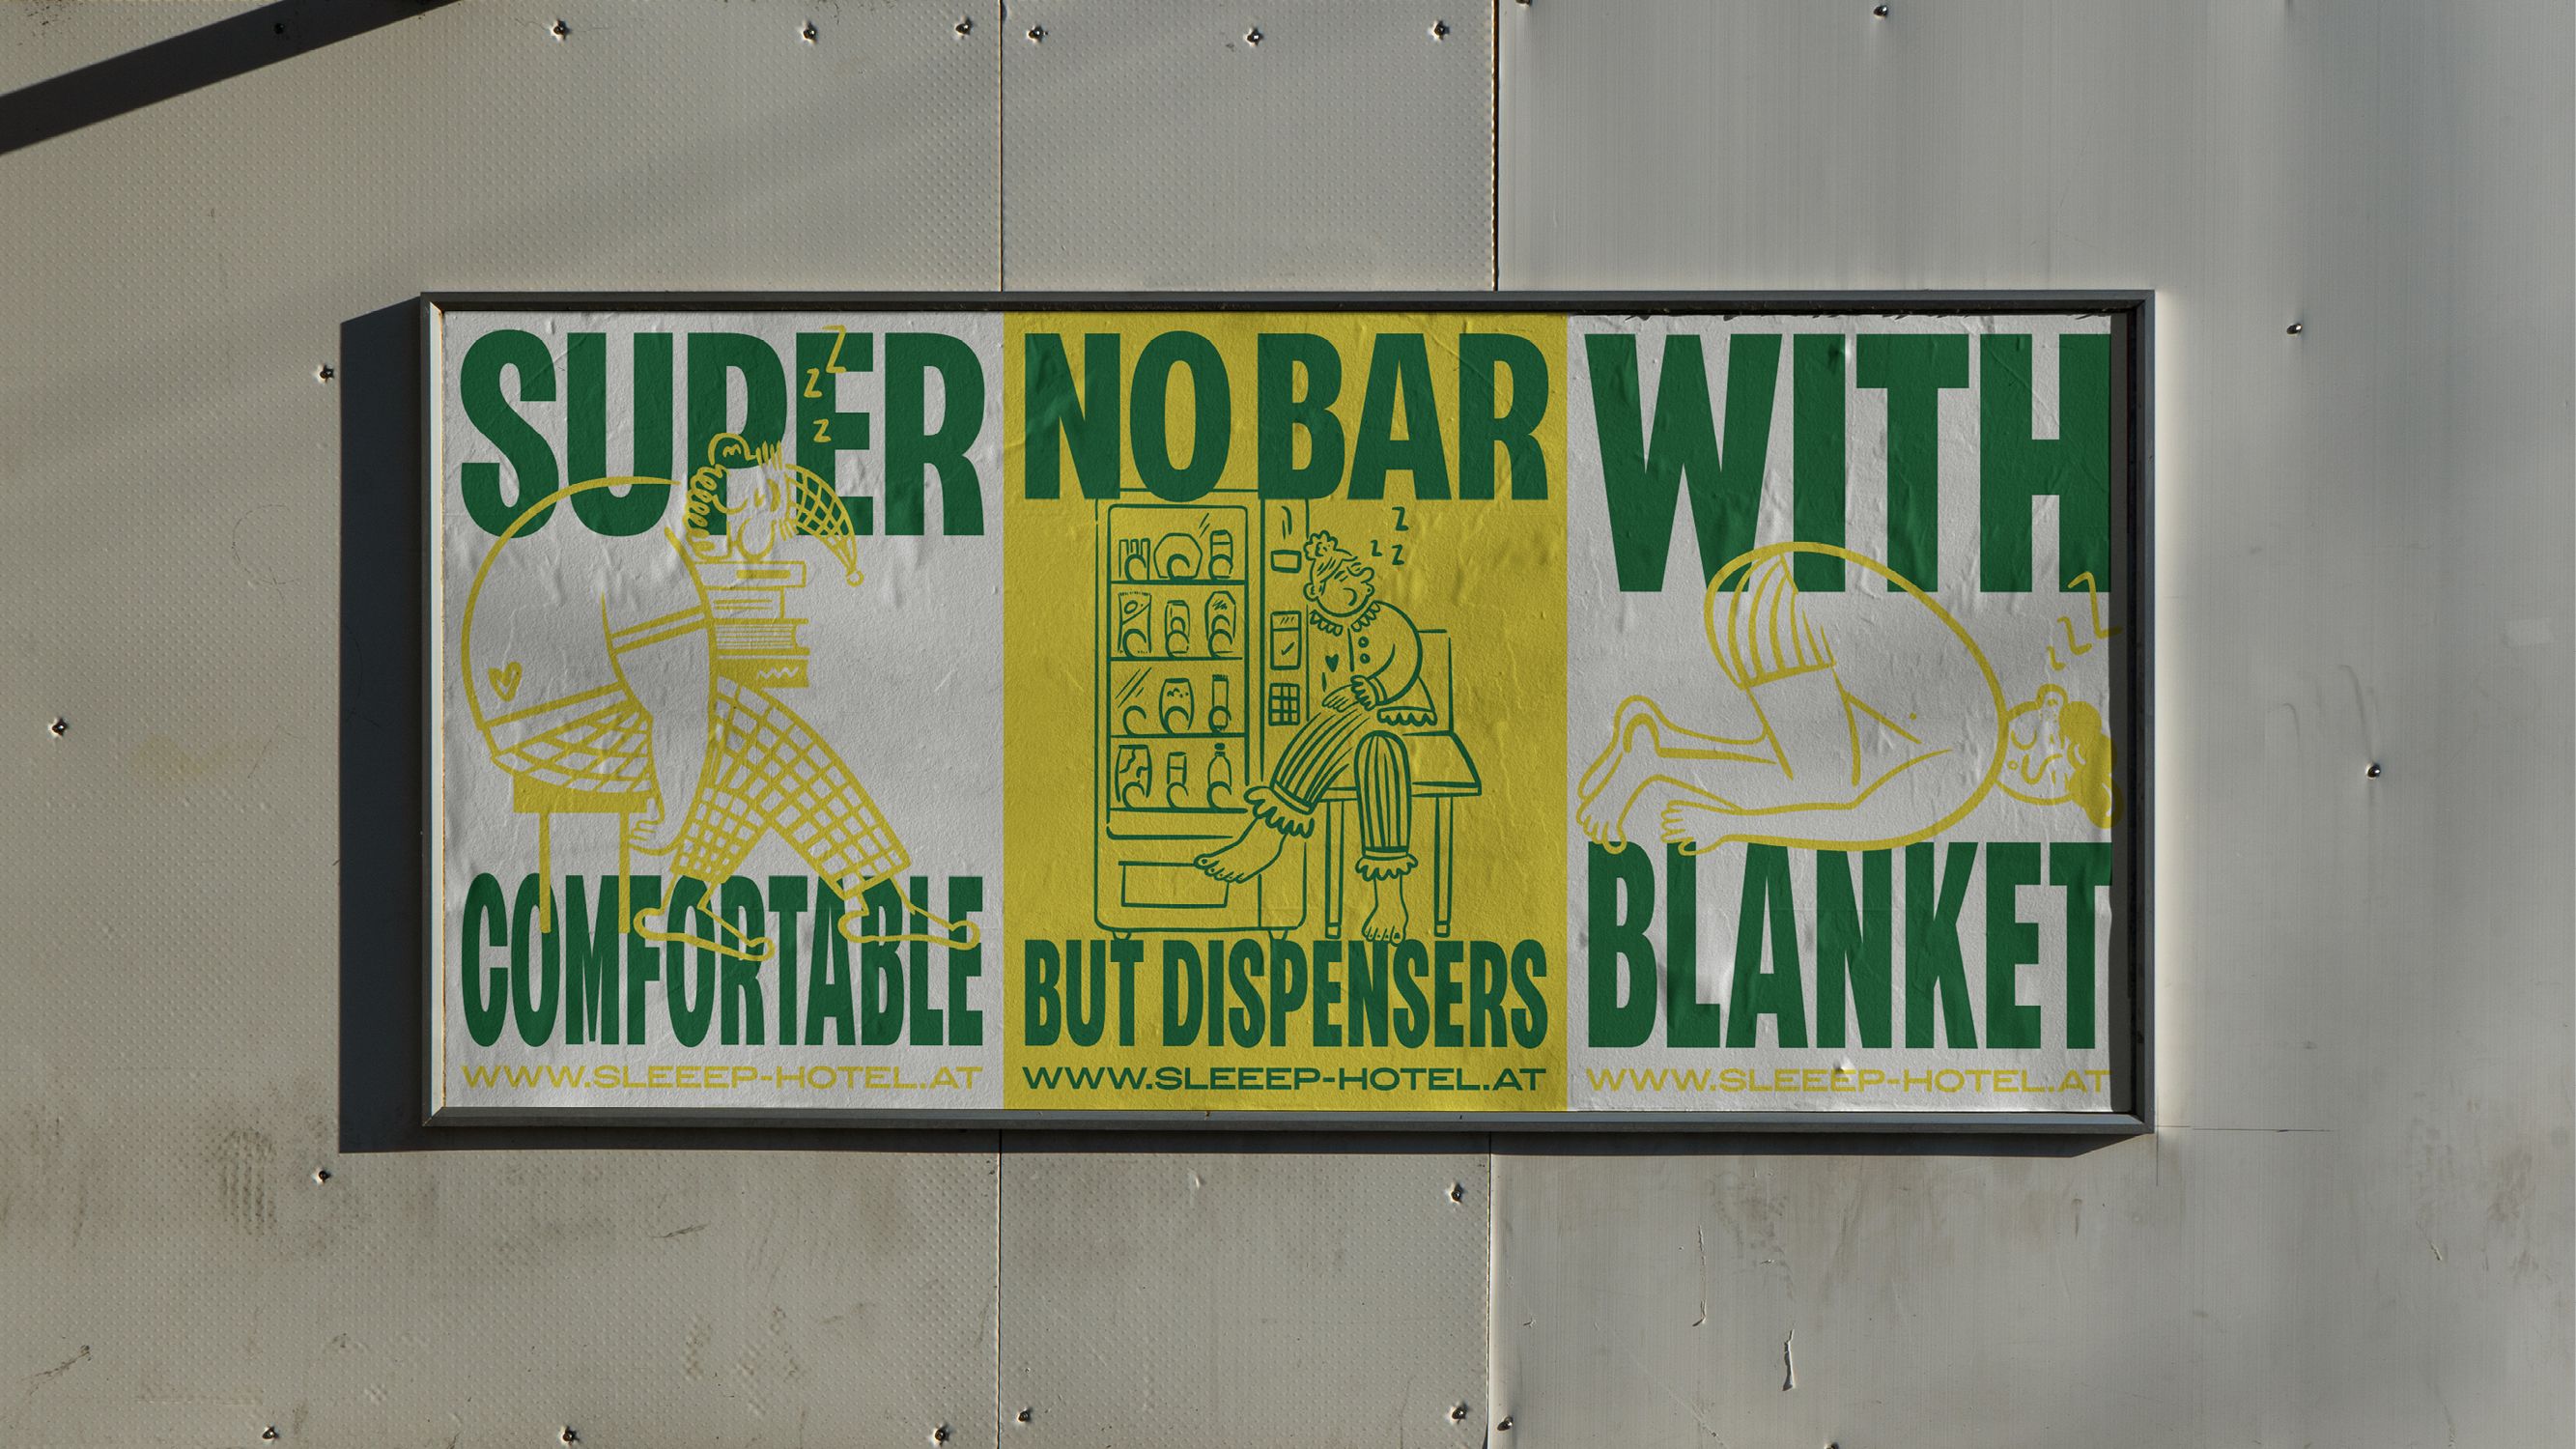 SUPER
z
z
z
COMFORTABLE
WWW.SLEEEP-HOTEL.AT
NO BAR
z
z z
BUT DISPENSERS
WWW.SLEEEP-HOTEL.AT
WITH
z
z
z
BLANKET
WWW.SLEEEP-HOTEL.AT